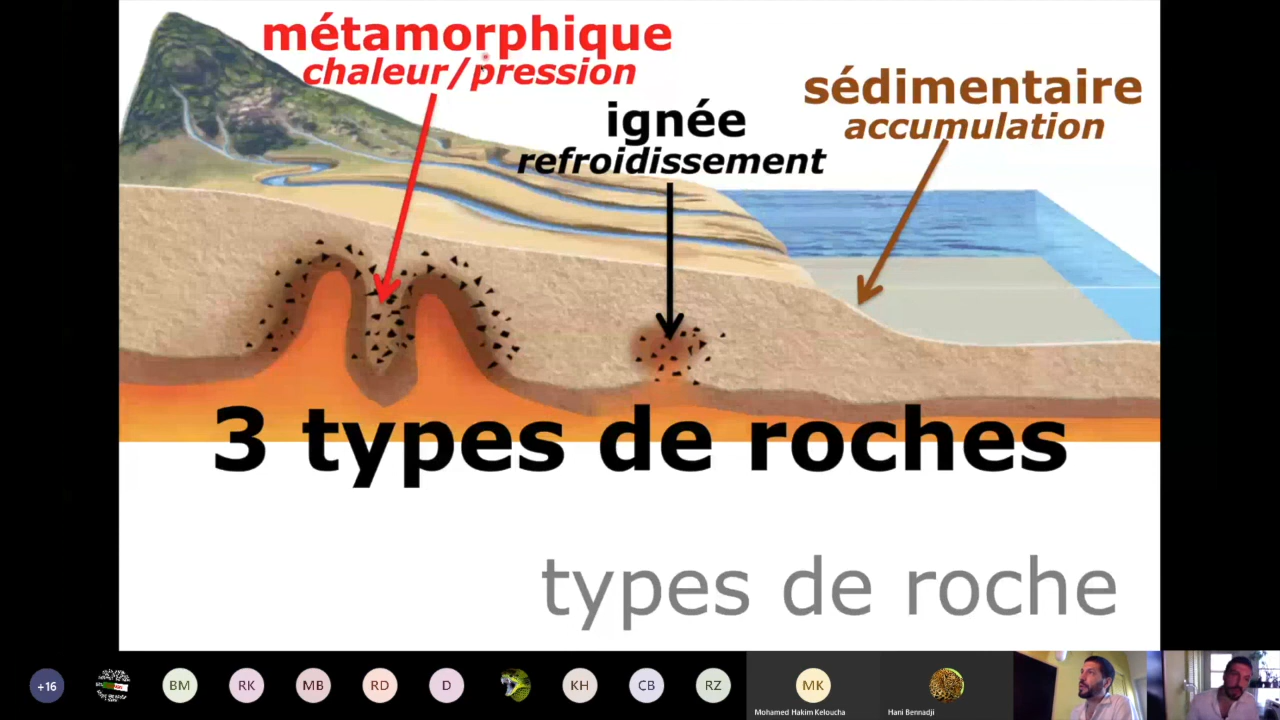 métamorphique
chaleur/pression
ignée
refroidissement
sédimentaire
accumulation
3 types de roches
types de roche
+16
BM
RK
MB
RD
D
KH
CB
RZ
MK
Mohamed Hakim Keloucha
Hani Bennadji